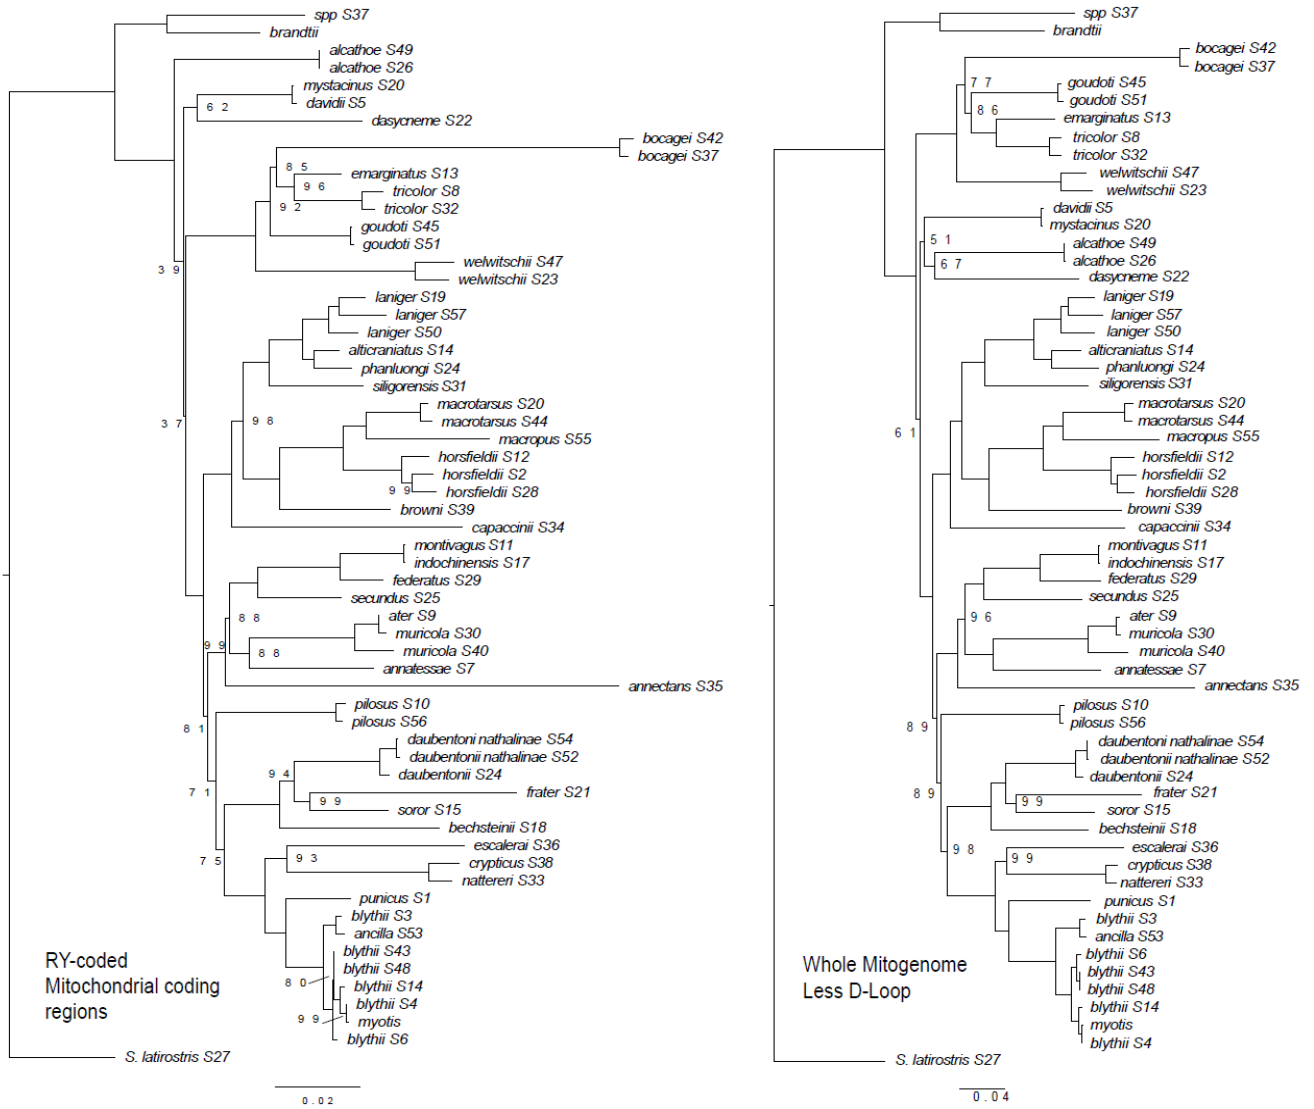 spp S37
brandtii
alcathoe S49
alcathoe S26
mystacinus S20
davidii S5
6 2
dasycneme S22
bocagei S42
bocagei S37
8 5
emarginatus S13
9 6
tricolor S8
9 2
tricolor S32
goudoti S45
goudoti S51
welwitschii S47
3 9
welwitschii S23
laniger S19
laniger S57
laniger S50
alticraniatus S14
phanluongi S24
siligorensis S31
macrotarsus S20
3 7
9 8
macrotarsus S44
macropus S55
horsfieldii S12
horsfieldii S2
9 9
horsfieldii S28
browni S39
capaccinii S34
montivagus S11
indochinensis S17
federatus S29
secundus S25
8 8
ater S9
muricola S30
9 9
8 8
muricola S40
annatessae S7
annectans S35
pilosus S10
8 1
pilosus S56
daubentoni nathalinae S54
daubentonii nathalinae S52
9 4
daubentonii S24
7 1
frater S21
9 9
soror S15
bechsteinii S18
escalerai S36
7 5
9 3
crypticus S38
nattereri S33
punicus S1
blythii S3
ancilla S53
blythii S43
blythii S48
8 0
blythii S14
blythii S4
9 9
myotis
blythii S6
RY-coded
Mitochondrial coding
regions
S. latirostris S27
0.02
spp S37
brandtii
bocagei S42
bocagei S37
7 7
goudoti S45
goudoti S51
8 6
emarginatus S13
tricolor S8
tricolor S32
welwitschii S47
welwitschii S23
davidii S5
mystacinus S20
5 1
alcathoe S49
6 7
alcathoe S26
dasycneme S22
laniger S19
laniger S57
laniger S50
alticraniatus S14
phanluongi S24
siligorensis S31
macrotarsus S20
macrotarsus S44
6 1
macropus S55
horsfieldii S12
horsfieldii S2
horsfieldii S28
browni S39
capaccinii S34
montivagus S11
indochinensis S17
federatus S29
secundus S25
9 6
ater S9
muricola S30
muricola S40
annatessae S7
annectans S35
pilosus S10
8 9
pilosus S56
daubentoni nathalinae S54
daubentonii nathalinae S52
daubentonii S24
8 9
frater S21
9 9
soror S15
bechsteinii S18
9 8
escalerai S36
9 9
crypticus S38
nattereri S33
punicus S1
blythii S3
ancilla S53
blythii S6
blythii S43
blythii S48
blythii S14
myotis
blythii S4
Whole Mitogenome
Less D-Loop
S. latirostris S27
0.04